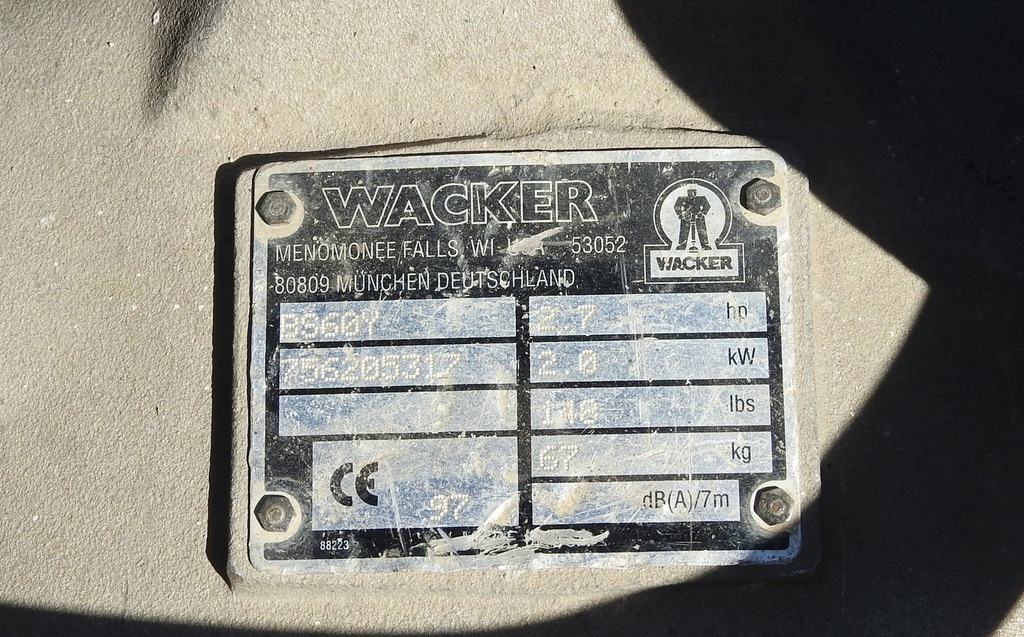 WACKER
MENOMONEE FALLS, WI USA 53052
80809 MÜNCHEN DEUTSCHLAND
WACKER
BS60Y 2.7 hp
756205317 2.0 kW
lbs
67 kg
CE 97 dB(A)/7m
88223